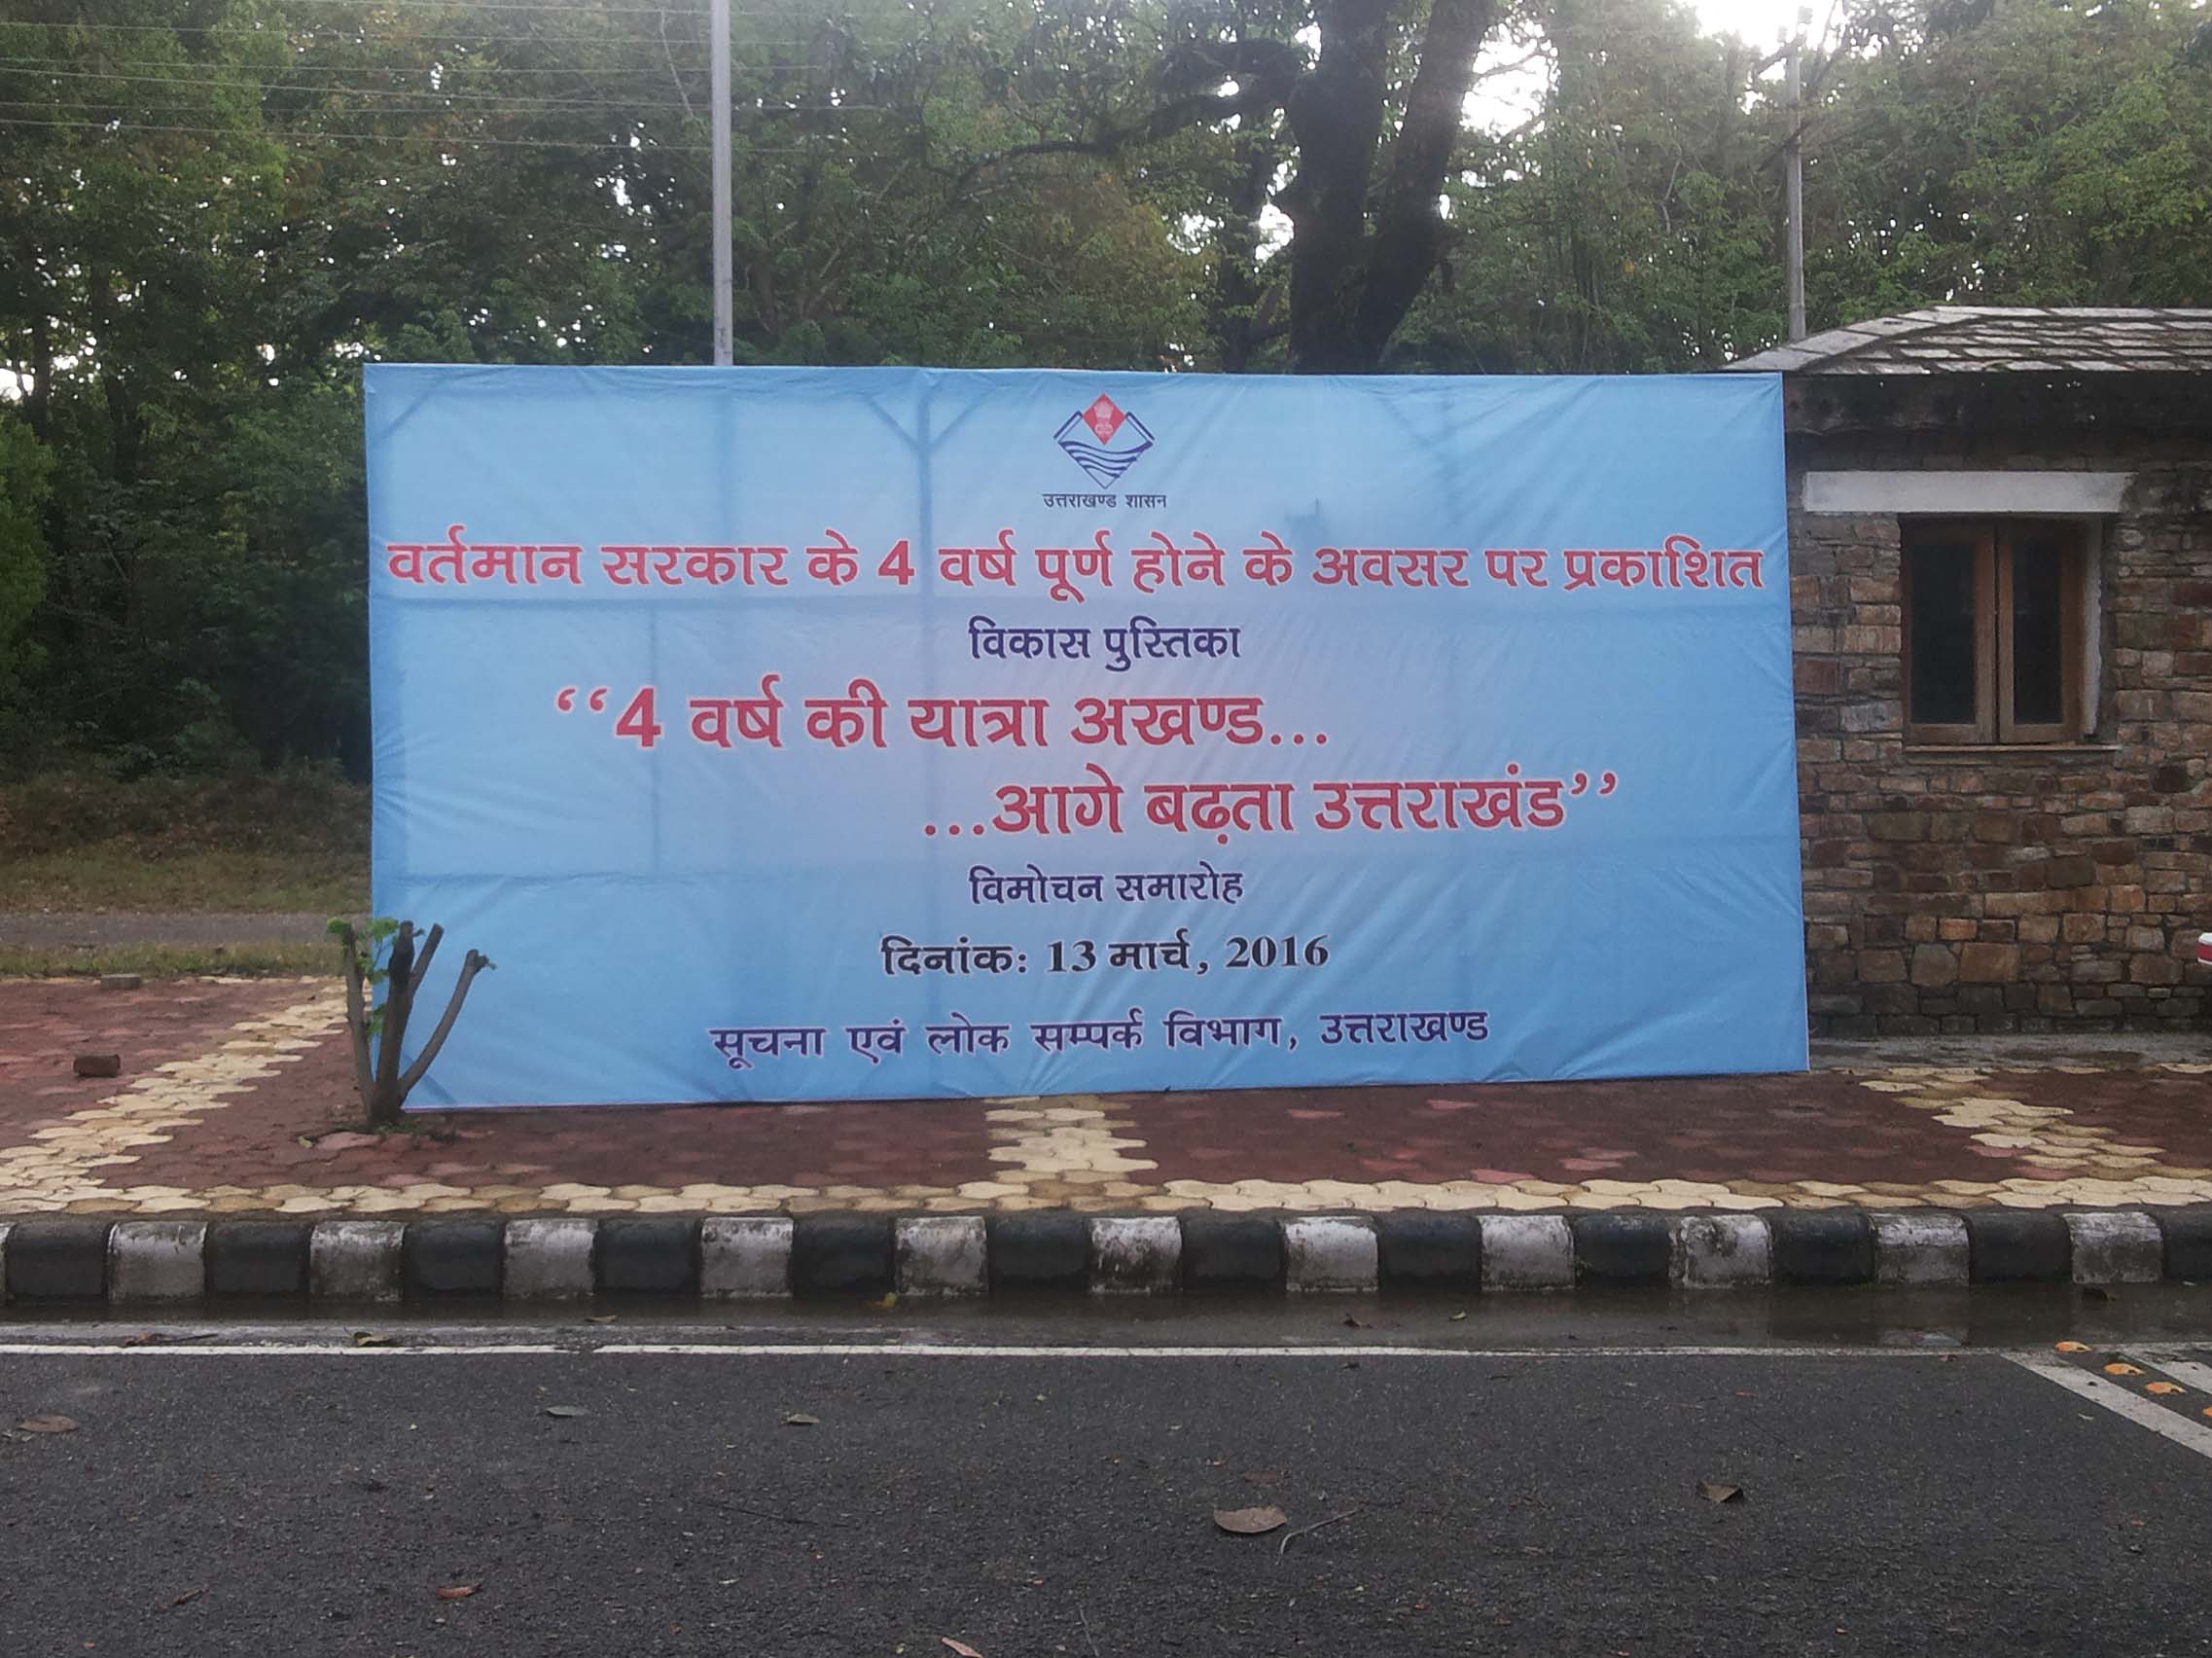 उत्तराखण्ड शासन
वर्तमान सरकार के 4 वर्ष पूर्ण होने के अवसर पर प्रकाशित
विकास पुस्तिका
‘‘4 वर्ष की यात्रा अखण्ड...
...आगे बढ़ता उत्तराखंड’’
विमोचन समारोह
दिनांक: 13 मार्च, 2016
सूचना एवं लोक सम्पर्क विभाग, उत्तराखण्ड